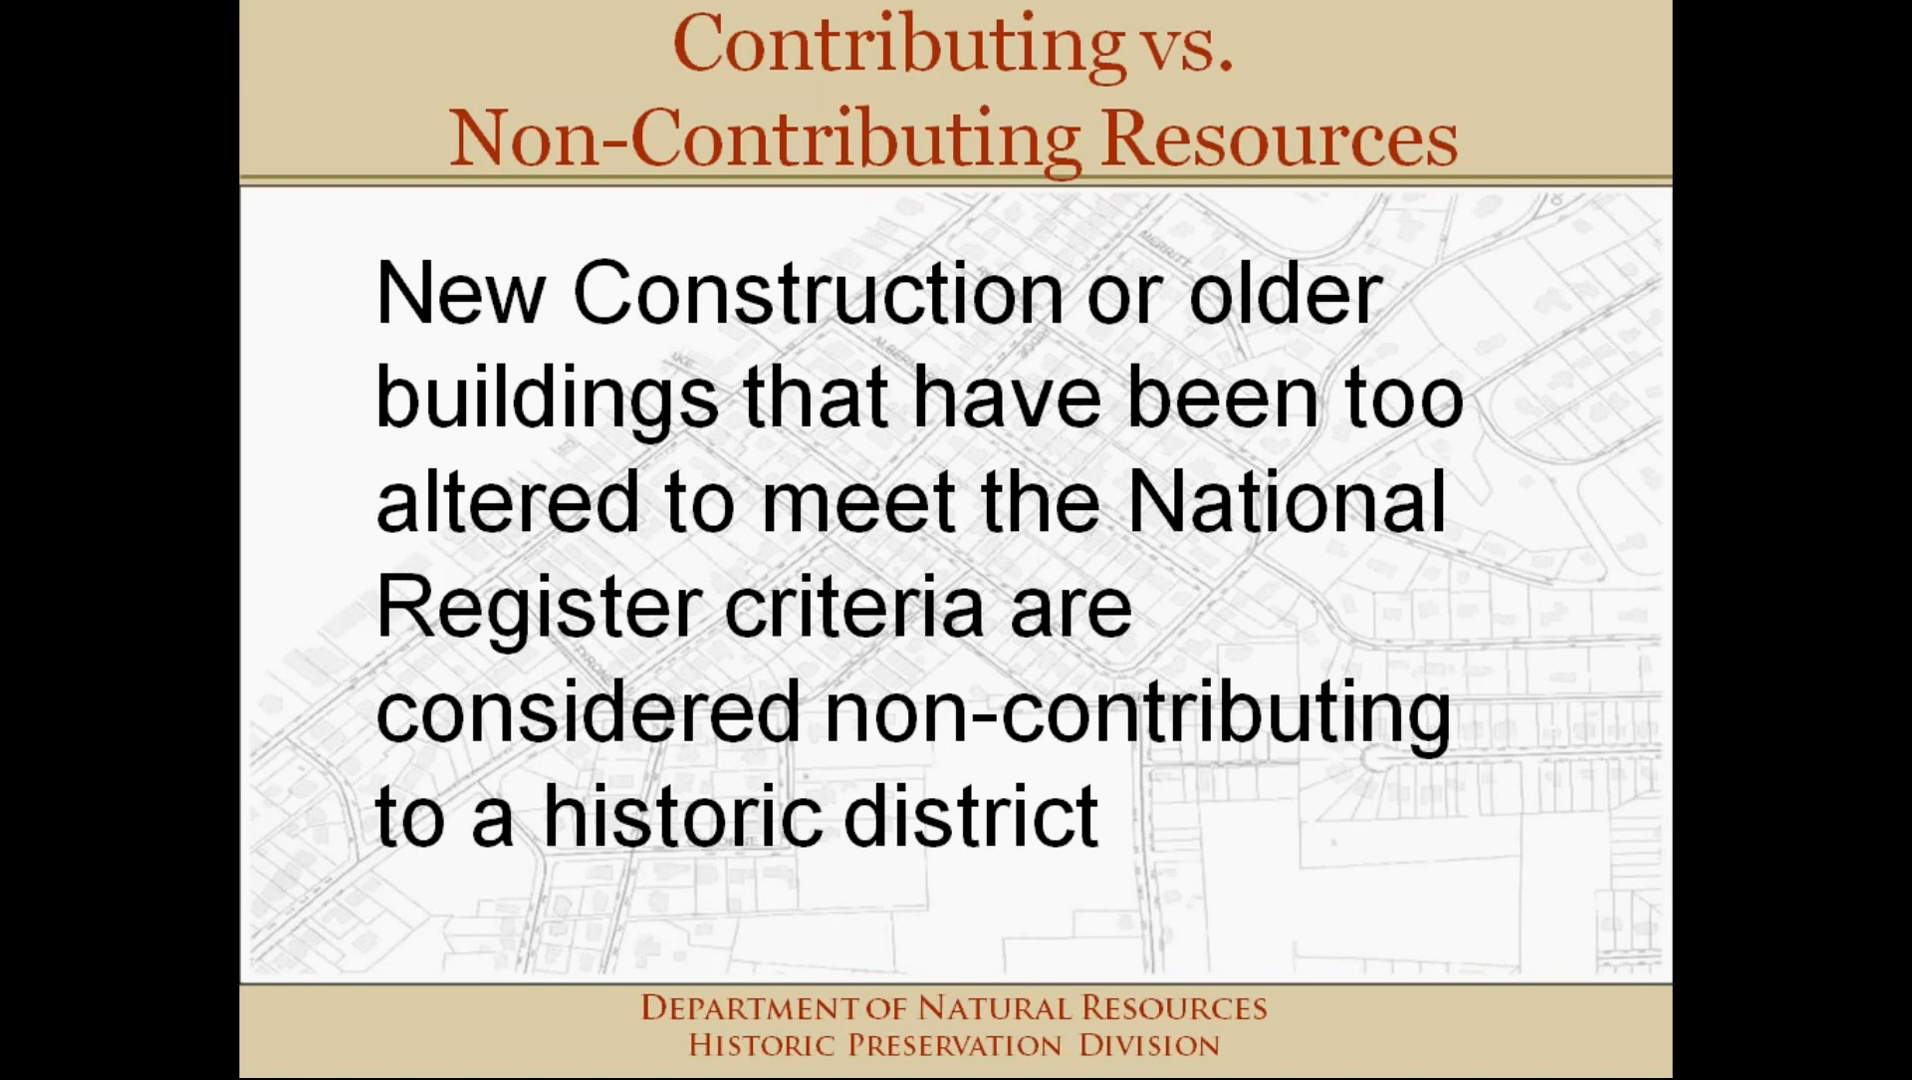 Contributing vs.
Non-Contributing Resources
New Construction or older
buildings that have been too
altered to meet the National
Register criteria are
considered non-contributing
to a historic district
DEPARTMENT OF NATURAL RESOURCES
HISTORIC PRESERVATION DIVISION